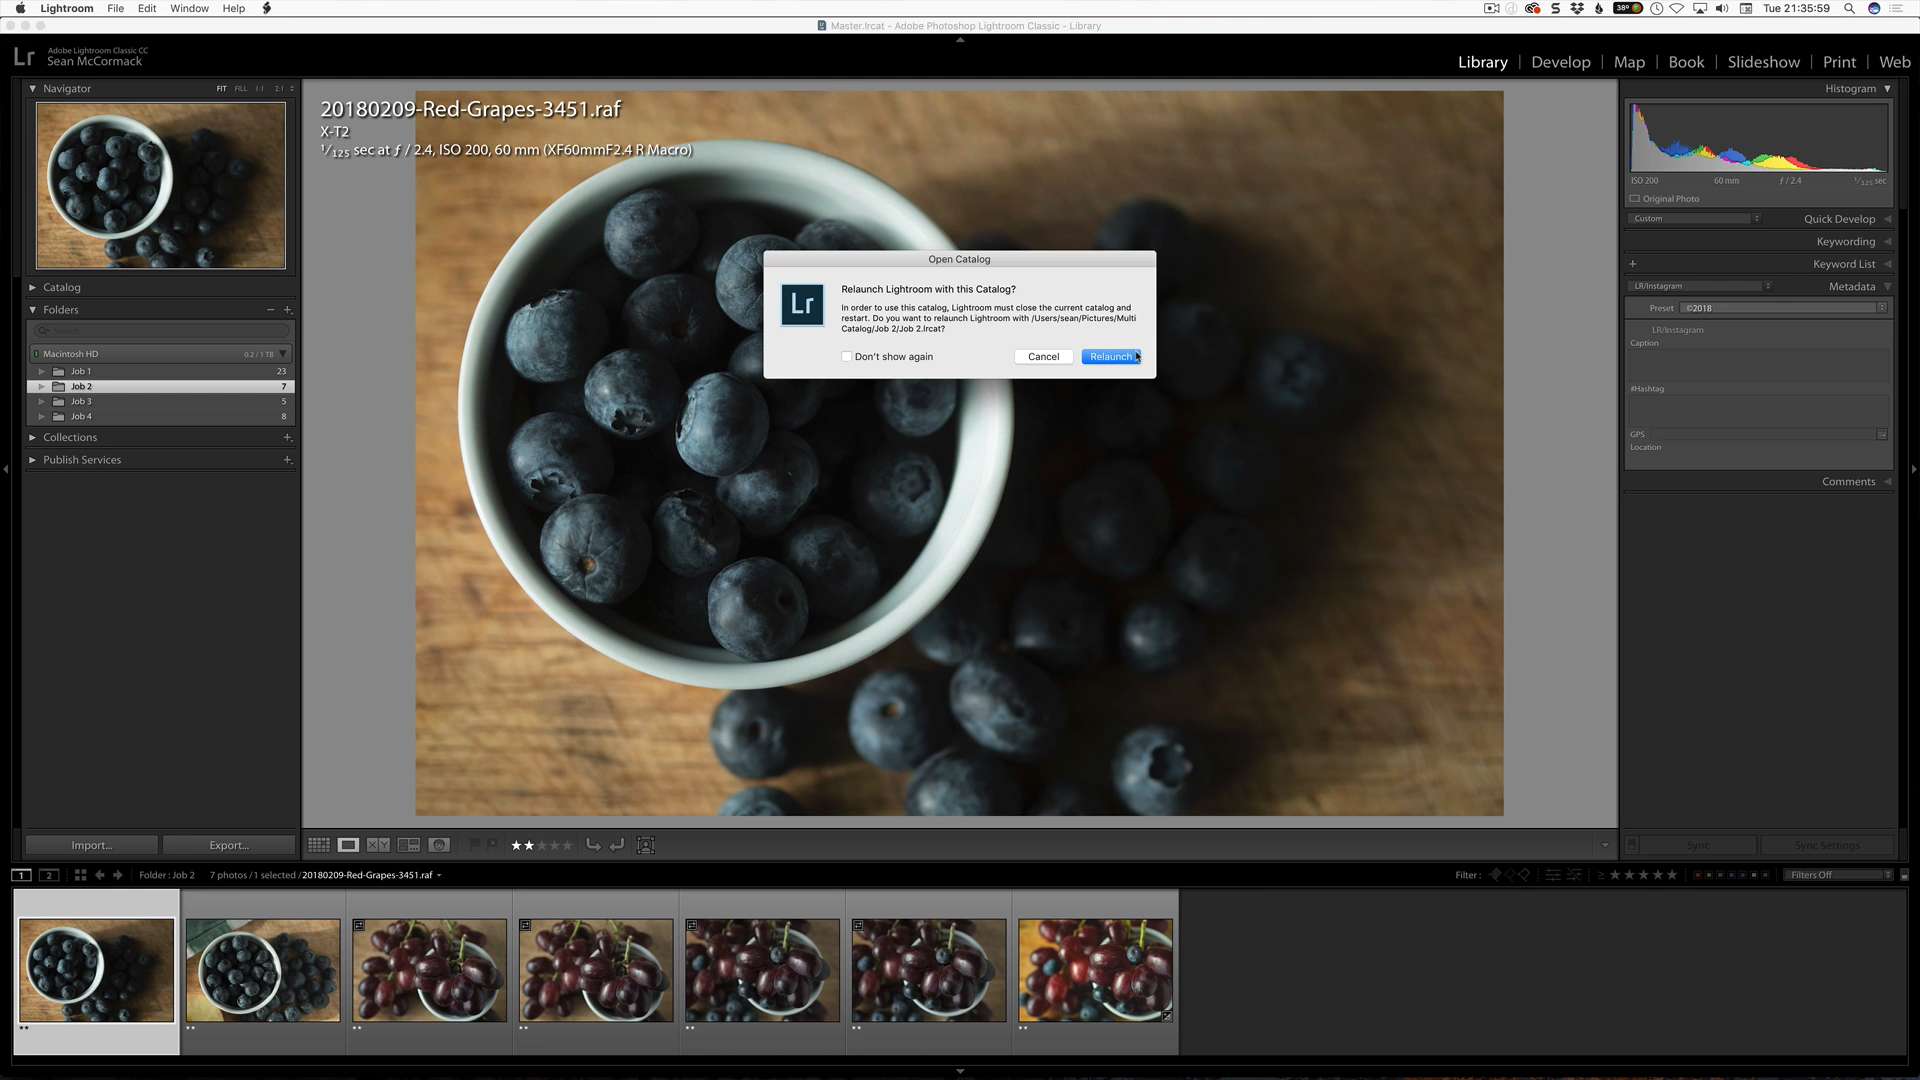 Lightroom File Edit Window Help
38° Tue 21:35:59
Master.lrcat - Adobe Photoshop Lightroom Classic - Library
Lr Adobe Lightroom Classic CC
Sean McCormack
Library | Develop | Map | Book | Slideshow | Print | Web
Navigator FIT FILL 1:1 2:1
Histogram
20180209-Red-Grapes-3451.raf
X-T2
1/125 sec at ƒ / 2.4, ISO 200, 60 mm (XF60mmF2.4 R Macro)
ISO 200 60 mm ƒ / 2.4 1/125 sec
Original Photo
Custom Quick Develop
Keywording
+ Keyword List
LR/Instagram Metadata
Preset ©2018
LR/Instagram
Caption
#Hashtag
GPS
Location
Comments
Catalog
Folders − +
Search
Macintosh HD 0.2 / 1 TB
Job 1 23
Job 2 7
Job 3 5
Job 4 8
Collections +
Publish Services +
Open Catalog
Lr
Relaunch Lightroom with this Catalog?
In order to use this catalog, Lightroom must close the current catalog and
restart. Do you want to relaunch Lightroom with /Users/sean/Pictures/Multi
Catalog/Job 2/Job 2.lrcat?
Don't show again Cancel Relaunch
Import... Export...
X Y
Sync Sync Settings
1 2 Folder : Job 2 7 photos / 1 selected / 20180209-Red-Grapes-3451.raf
Filter : ≥ ★★★★★ Filters Off